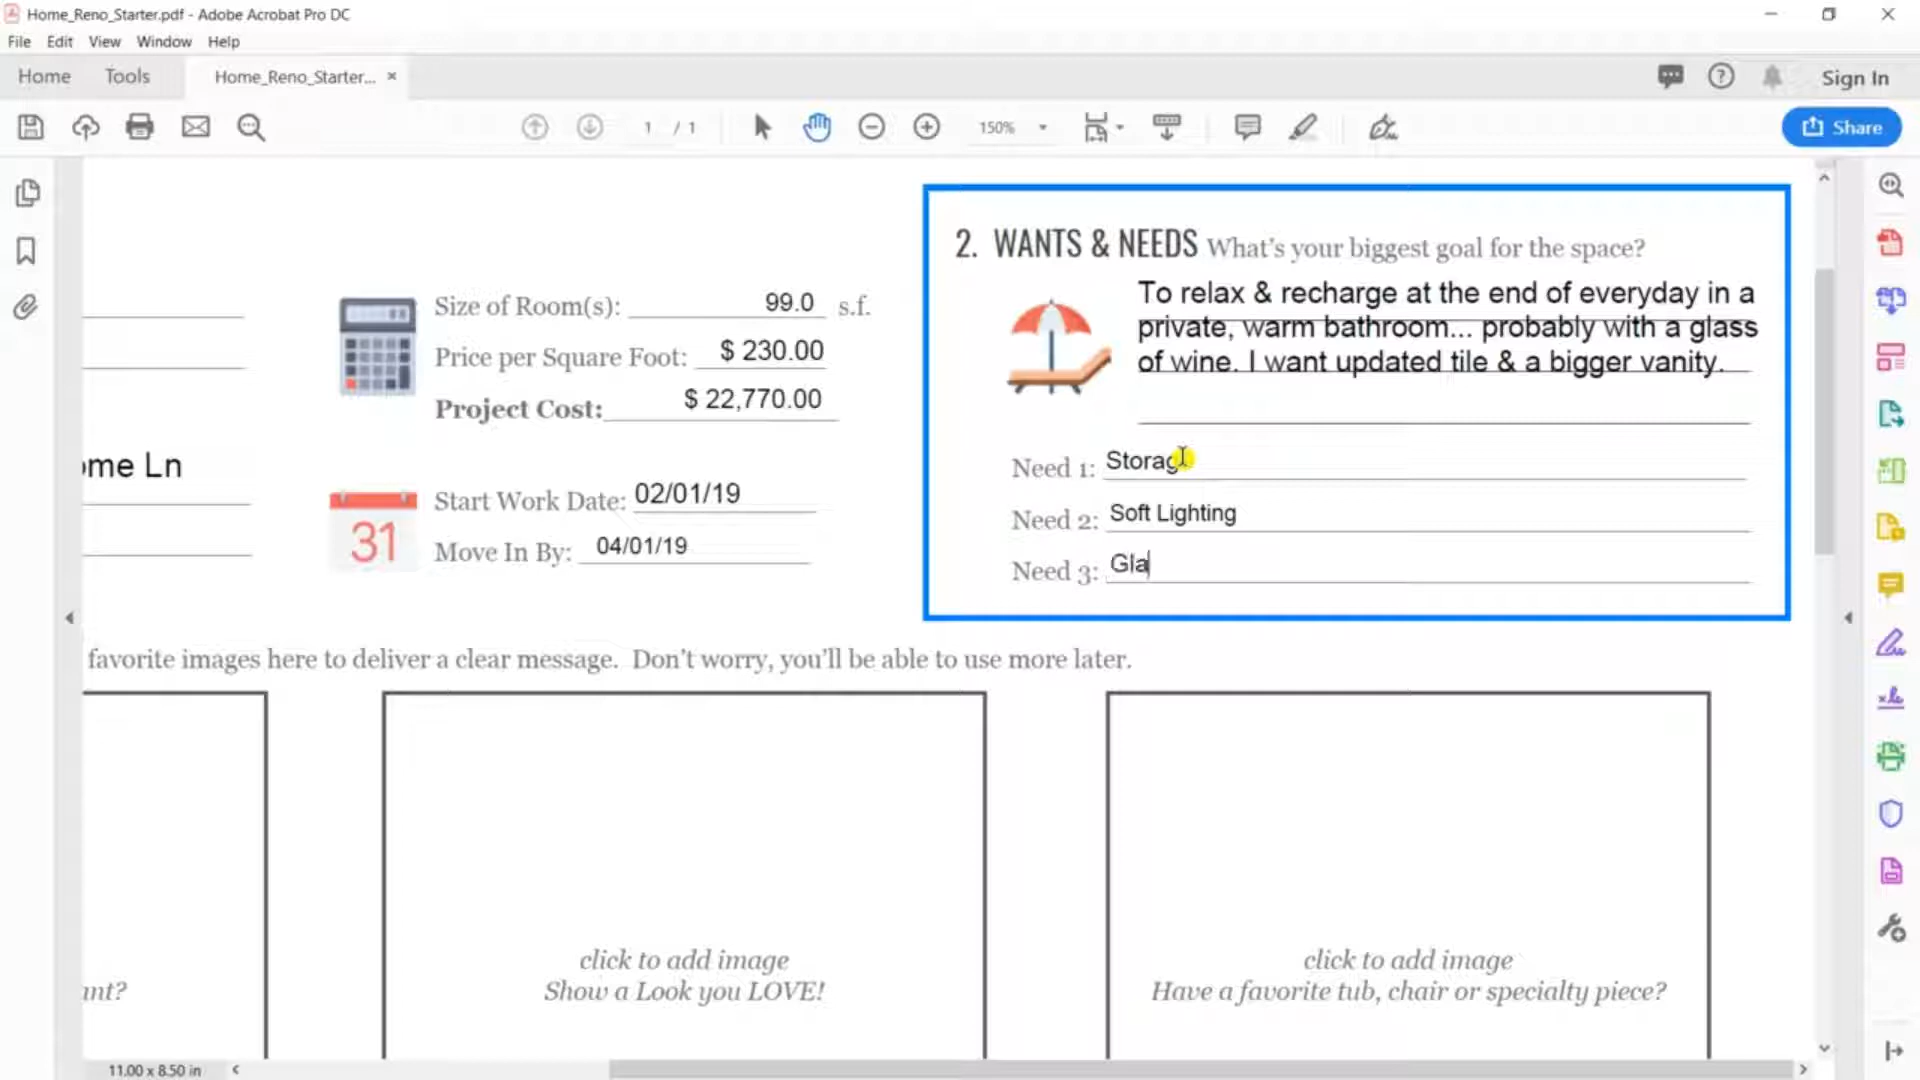 Home_Reno_Starter.pdf - Adobe Acrobat Pro DC
File Edit View Window Help
Home Tools Home_Reno_Starter... × Sign In
1 / 1 150% Share
2. WANTS & NEEDS What's your biggest goal for the space?
To relax & recharge at the end of everyday in a
private, warm bathroom... probably with a glass
of wine. I want updated tile & a bigger vanity.
Size of Room(s): 99.0 s.f.
Price per Square Foot: $ 230.00
Project Cost: $ 22,770.00
ome Ln
31
Start Work Date: 02/01/19
Move In By: 04/01/19
Need 1: Storag
Need 2: Soft Lighting
Need 3: Gla
favorite images here to deliver a clear message. Don't worry, you'll be able to use more later.
ant?
click to add image
Show a Look you LOVE!
click to add image
Have a favorite tub, chair or specialty piece?
11.00 x 8.50 in